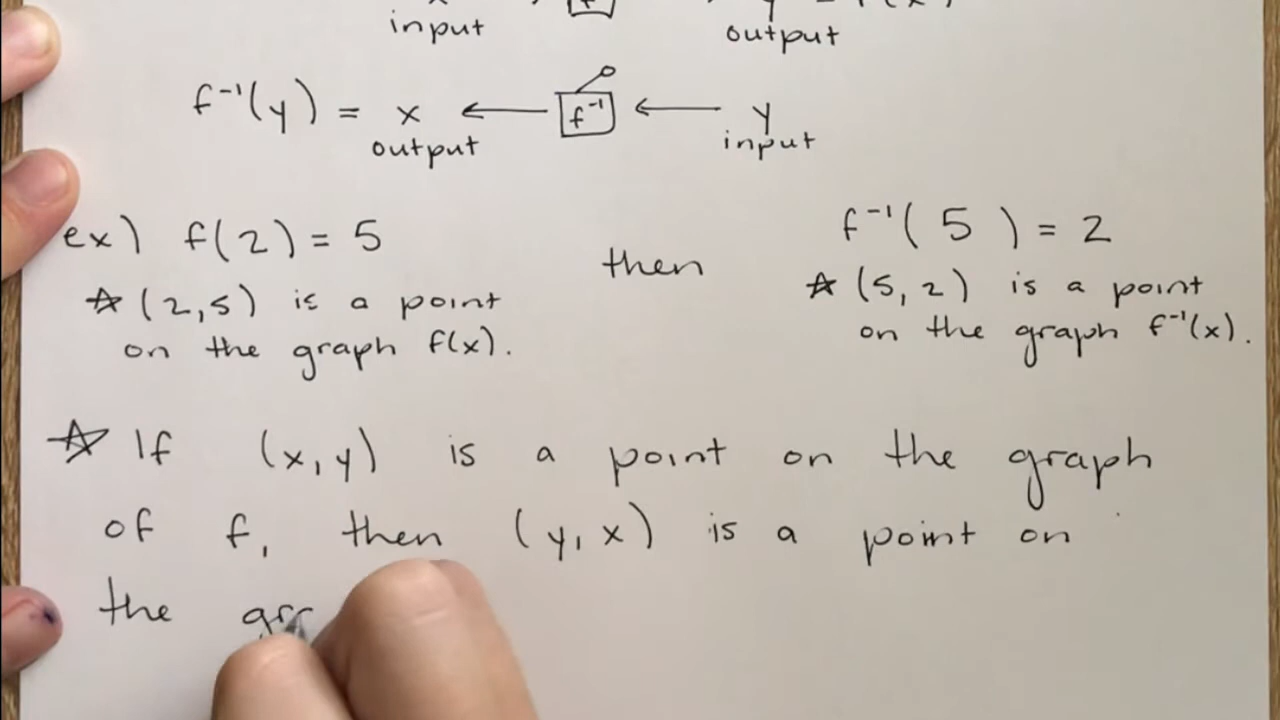 input output
f⁻¹(y) = x ← f⁻¹ ← y
output input
ex) f(2) = 5 then f⁻¹( 5 ) = 2
☆ (2,5) is a point
on the graph f(x).
☆ (5,2) is a point
on the graph f⁻¹(x).
☆ If (x,y) is a point on the graph
of f, then (y,x) is a point on
the gra